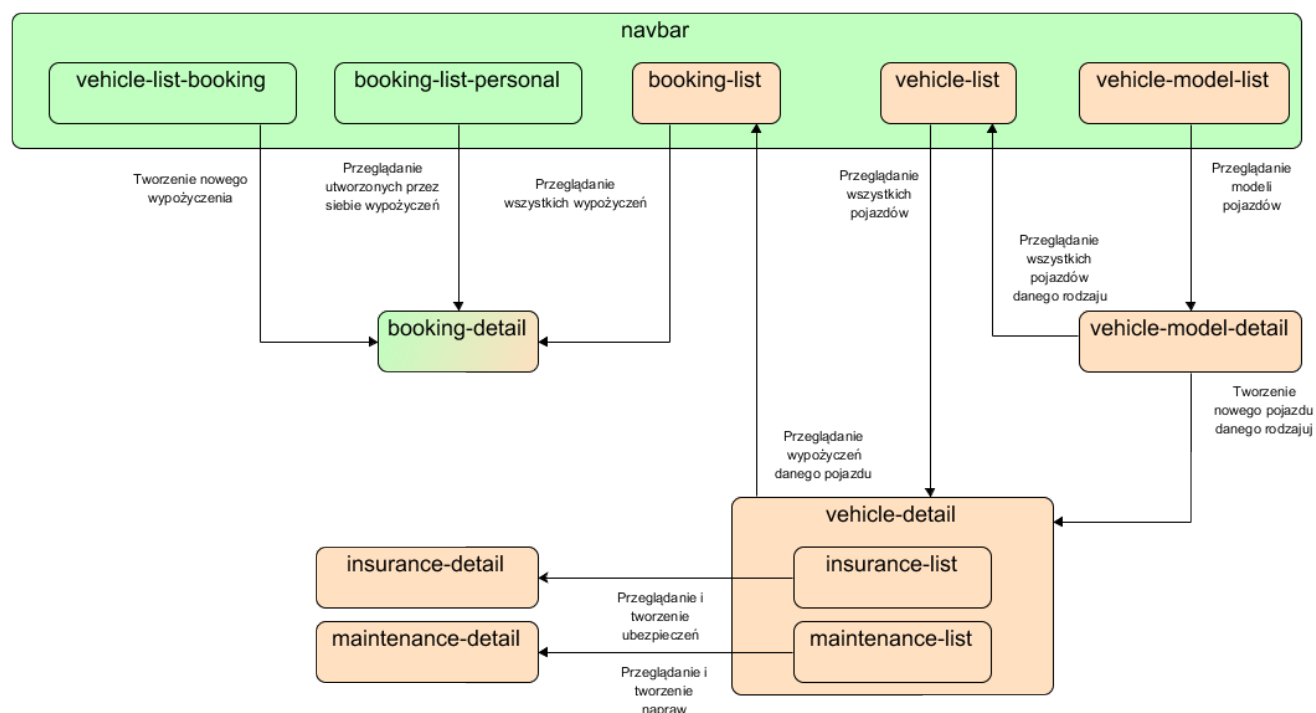 navbar
vehicle-list-booking
booking-list-personal
booking-list
vehicle-list
vehicle-model-list
Tworzenie nowego
wypożyczenia
Przeglądanie
utworzonych przez
siebie wypożyczeń
Przeglądanie
wszystkich wypożyczeń
Przeglądanie
wszystkich
pojazdów
Przeglądanie
modeli
pojazdów
Przeglądanie
wszystkich
pojazdów
danego rodzaju
booking-detail
vehicle-model-detail
Tworzenie
nowego pojazdu
danego rodzajuj
Przeglądanie
wypożyczeń
danego pojazdu
vehicle-detail
insurance-detail
insurance-list
Przeglądanie i
tworzenie
ubezpieczeń
maintenance-detail
maintenance-list
Przeglądanie i
tworzenie
napraw